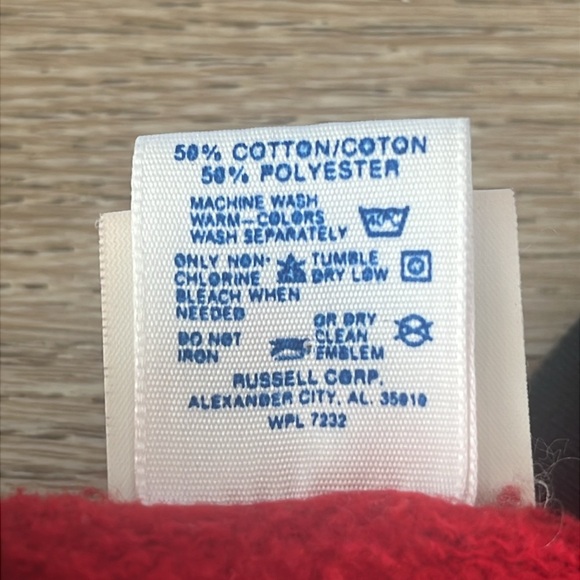 50% COTTON/COTON
50% POLYESTER
MACHINE WASH
WARM-COLORS
WASH SEPARATELY
ONLY NON-
CHLORINE
BLEACH WHEN
NEEDED
TUMBLE
DRY LOW
DO NOT
IRON
OR DRY
CLEAN
EMBLEM
RUSSELL CORP.
ALEXANDER CITY, AL. 35010
WPL 7232